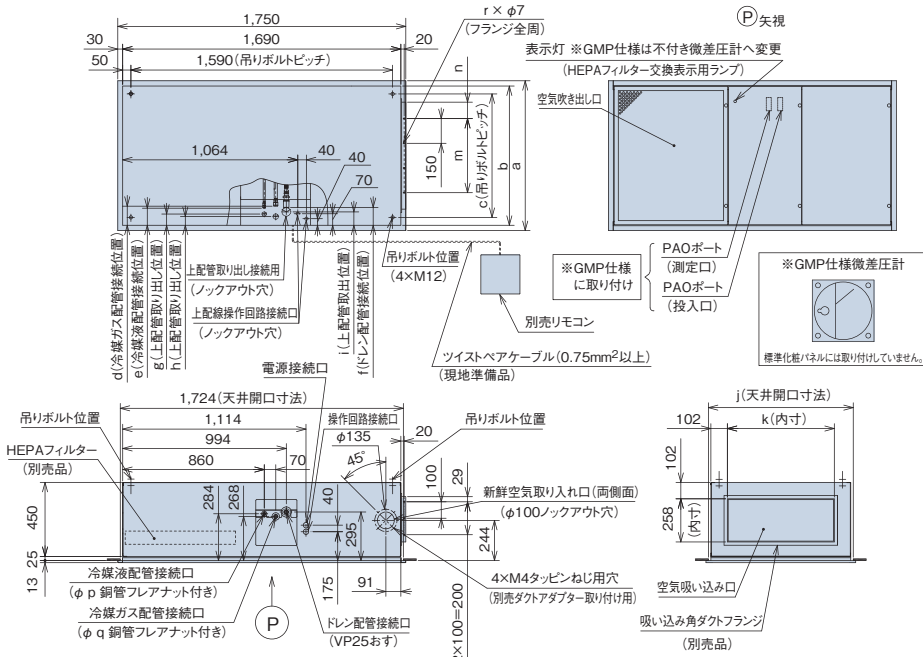 1,750
r×φ7
(フランジ全周)
30
1,690
20
50
1,590(吊りボルトピッチ)
n
m
150
c(吊りボルトピッチ)
b
a
1,064
40
40
70
d(冷媒ガス配管接続位置)
e(冷媒液配管接続位置)
g(上配管取り出し位置)
h(上配管取り出し位置)
上配管取り出し接続用
(ノックアウト穴)
上配線操作回路接続口
(ノックアウト穴)
i(上配管取出位置)
f(ドレン配管接続位置)
吊りボルト位置
(4×M12)
別売リモコン
ツイストペアケーブル(0.75mm²以上)
(現地準備品)
P矢視
表示灯 ※GMP仕様は不付き微差圧計へ変更
(HEPAフィルター交換表示用ランプ)
空気吹き出し口
※GMP仕様
に取り付け
PAOポート
(測定口)
PAOポート
(投入口)
※GMP仕様微差圧計
標準化粧パネルには取り付けしていません。
電源接続口
1,724(天井開口寸法)
吊りボルト位置
1,114
操作回路接続口
吊りボルト位置
HEPAフィルター
(別売品)
994
φ135
20
860
70
45°
284
268
40
295
100
29
新鮮空気取り入れ口(両側面)
(φ100ノックアウト穴)
450
25
13
244
175
91
冷媒液配管接続口
(φp銅管フレアナット付き)
冷媒ガス配管接続口
(φq銅管フレアナット付き)
P
ドレン配管接続口
(VP25おす)
4×M4タッピンねじ用穴
(別売ダクトアダプター取り付け用)
2×100=200
j(天井開口寸法)
102
k(内寸)
102
258
(内寸)
空気吸い込み口
吸い込み角ダクトフランジ
(別売品)